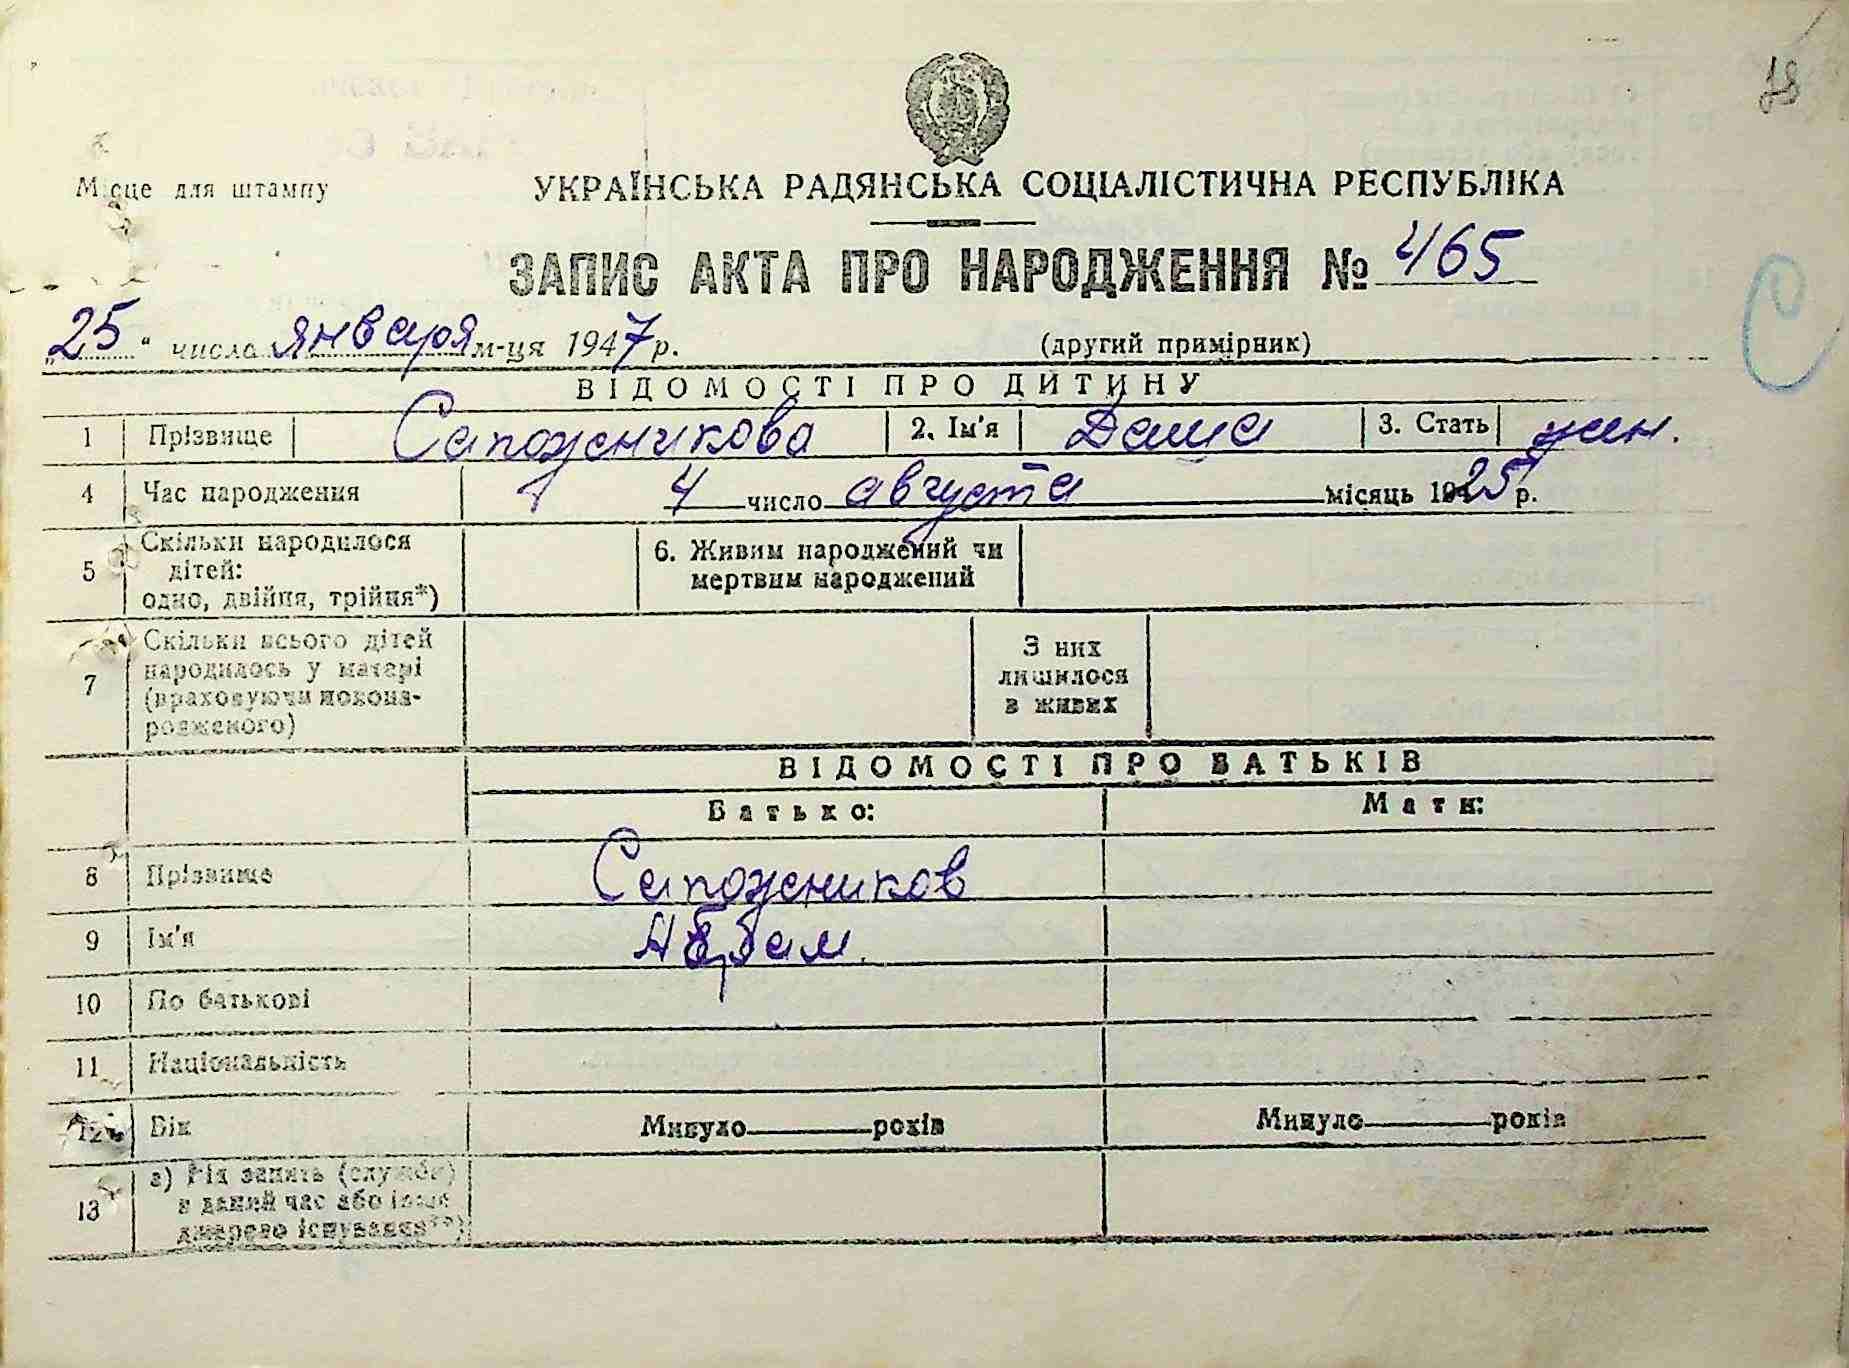 78
Місце для штампу
УКРАЇНСЬКА РАДЯНСЬКА СОЦІАЛІСТИЧНА РЕСПУБЛІКА
ЗАПИС АКТА ПРО НАРОДЖЕННЯ № 465
С
„25“ числа января м-ця 1947 р.
(другий примірник)
ВІДОМОСТІ ПРО ДИТИНУ
1 Прізвище Сапожникова 2. Ім'я Даша 3. Стать жен.
4 Час народження 4 число августа місяць 1925 р.
5 Скільки народилося дітей: одно, двійня, трійня*)
6. Живим народжений чи мертвим народжений
7 Скільки всього дітей народилось у матері (враховуючи новонародженого)
З них лишилося в живих
ВІДОМОСТІ ПРО БАТЬКІВ
Батько: Мати:
8 Прізвище Сапожников
9 Ім'я Абрам
10 По батькові
11 Національність
12 Вік Минуло років Минуло років
13 а) Рід занять (служби) в даний час або інше джерело існування**)